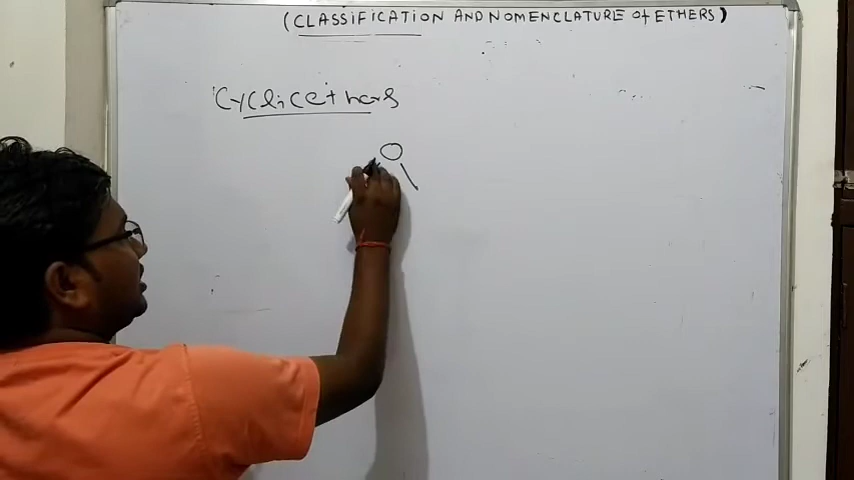 (CLASSIFICATION AND NOMENCLATURE of ETHERS)
Cyclic ethers
O